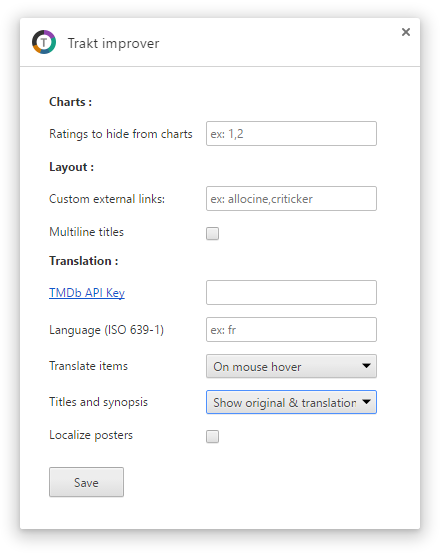 T Trakt improver
Charts :
Ratings to hide from charts ex: 1,2
Layout :
Custom external links: ex: allocine,criticker
Multiline titles
Translation :
TMDb API Key
Language (ISO 639-1) ex: fr
Translate items On mouse hover
Titles and synopsis Show original & translation
Localize posters
Save